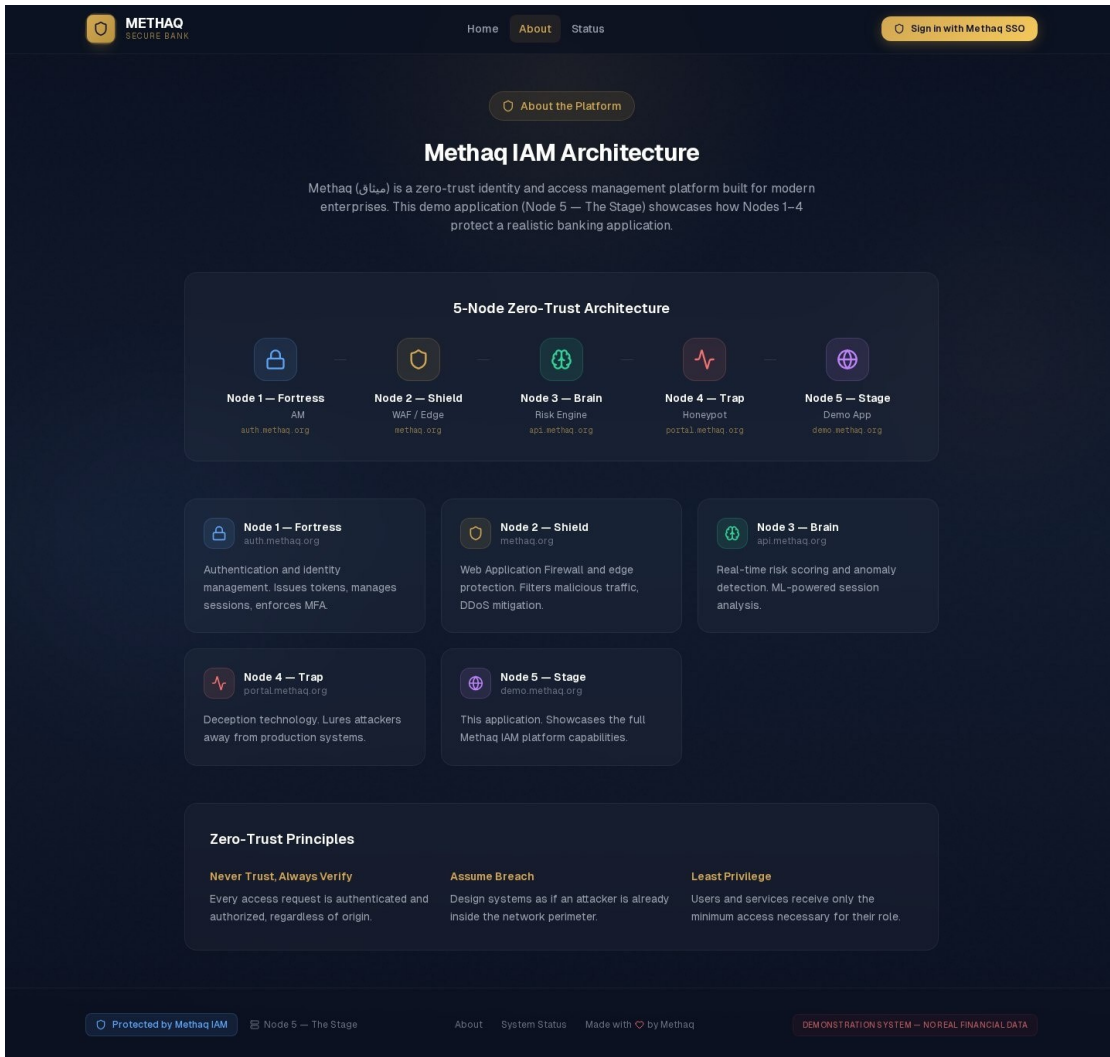 METHAQ
SECURE BANK
Home
About
Status
Sign in with Methaq SSO
About the Platform
Methaq IAM Architecture
Methaq (ميثاق) is a zero-trust identity and access management platform built for modern
enterprises. This demo application (Node 5 — The Stage) showcases how Nodes 1–4
protect a realistic banking application.
5-Node Zero-Trust Architecture
Node 1 — Fortress
AM
auth.methaq.org
Node 2 — Shield
WAF / Edge
methaq.org
Node 3 — Brain
Risk Engine
api.methaq.org
Node 4 — Trap
Honeypot
portal.methaq.org
Node 5 — Stage
Demo App
demo.methaq.org
Node 1 — Fortress
auth.methaq.org
Authentication and identity
management. Issues tokens, manages
sessions, enforces MFA.
Node 2 — Shield
methaq.org
Web Application Firewall and edge
protection. Filters malicious traffic,
DDoS mitigation.
Node 3 — Brain
api.methaq.org
Real-time risk scoring and anomaly
detection. ML-powered session
analysis.
Node 4 — Trap
portal.methaq.org
Deception technology. Lures attackers
away from production systems.
Node 5 — Stage
demo.methaq.org
This application. Showcases the full
Methaq IAM platform capabilities.
Zero-Trust Principles
Never Trust, Always Verify
Every access request is authenticated and
authorized, regardless of origin.
Assume Breach
Design systems as if an attacker is already
inside the network perimeter.
Least Privilege
Users and services receive only the
minimum access necessary for their role.
Protected by Methaq IAM
Node 5 — The Stage
About
System Status
Made with ♡ by Methaq
DEMONSTRATION SYSTEM — NO REAL FINANCIAL DATA